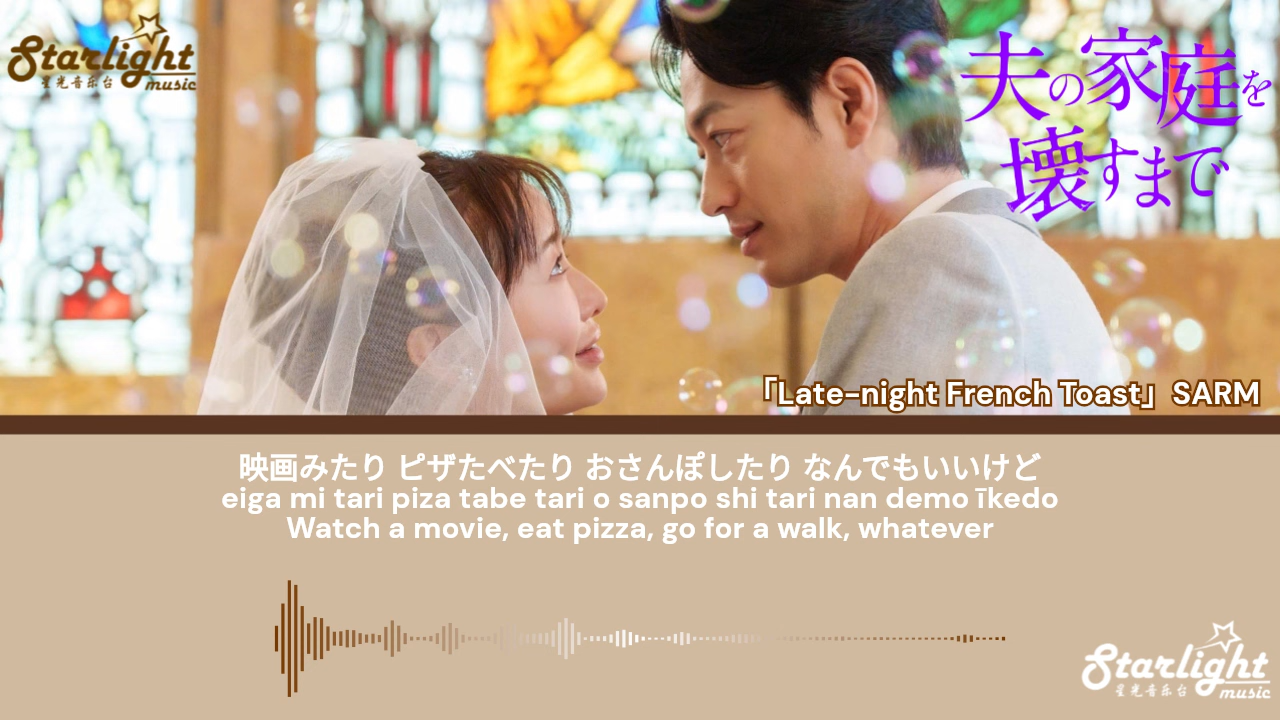 Starlight
星光音乐台 music
夫の家庭を
壊すまで
「Late-night French Toast」 SARM
映画みたり ピザたべたり おさんぽしたり なんでもいいけど
eiga mi tari piza tabe tari o sanpo shi tari nan demo īkedo
Watch a movie, eat pizza, go for a walk, whatever
Starlight
星光音乐台 music